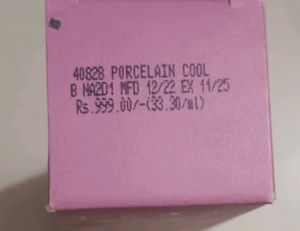 40828 PORCELAIN COOL
B NA2D1 MFD 12/22 EX 11/25
Rs.999.00/-(33.30/ml)